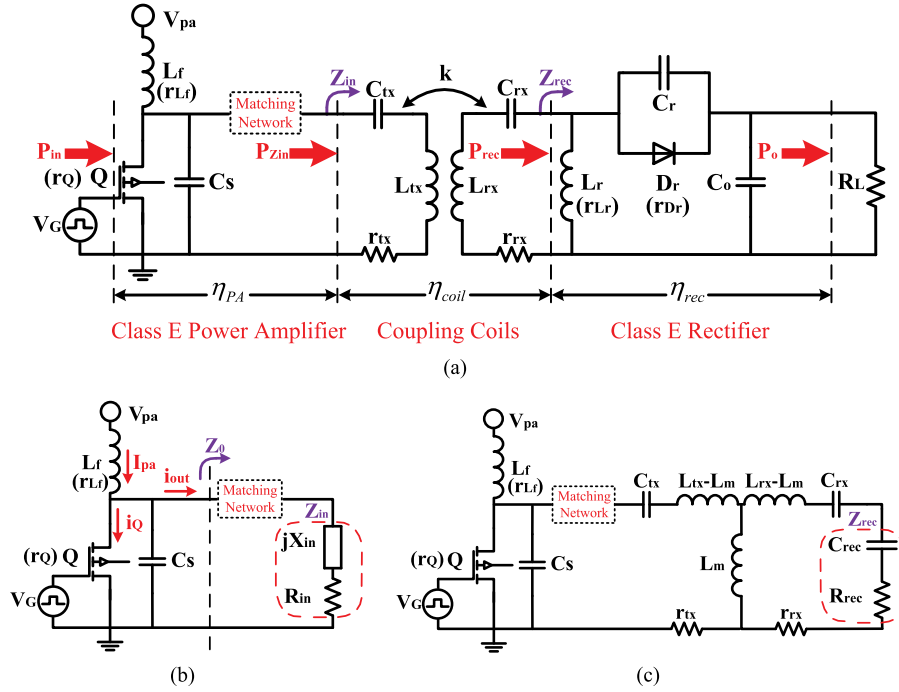 Vpa
Lf
(rLf)
Matching
Network
Zin
Ctx
k
Crx
Zrec
Cr
Pin
(rQ) Q
Cs
PZin
Ltx
Lrx
Prec
Lr
(rLr)
Dr
(rDr)
Po
Co
RL
VG
rtx
rrx
ηPA
ηcoil
ηrec
Class E Power Amplifier
Coupling Coils
Class E Rectifier
(a)
Vpa
Lf
(rLf)
Ipa
iout
Z0
Matching
Network
iQ
Zin
(rQ) Q
Cs
jXin
Rin
VG
(b)
Vpa
Lf
(rLf)
Matching
Network
Ctx
Ltx-Lm
Lrx-Lm
Crx
Zrec
(rQ) Q
Cs
Lm
Crec
Rrec
VG
rtx
rrx
(c)